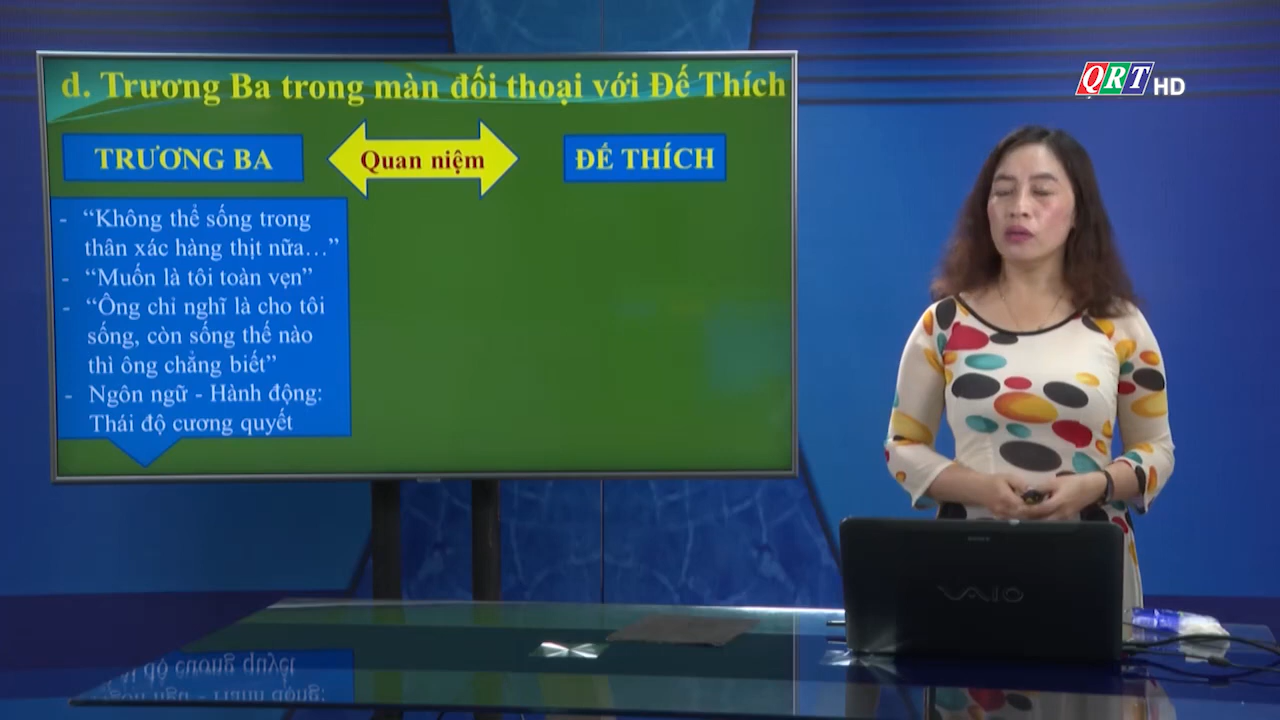 d. Trương Ba trong màn đối thoại với Đế Thích
QRT HD
TRƯƠNG BA
Quan niệm
ĐẾ THÍCH
- “Không thể sống trong
thân xác hàng thịt nữa…”
- “Muốn là tôi toàn vẹn”
- “Ông chỉ nghĩ là cho tôi
sống, còn sống thế nào
thì ông chẳng biết”
- Ngôn ngữ - Hành động:
Thái độ cương quyết
SONY
VAIO